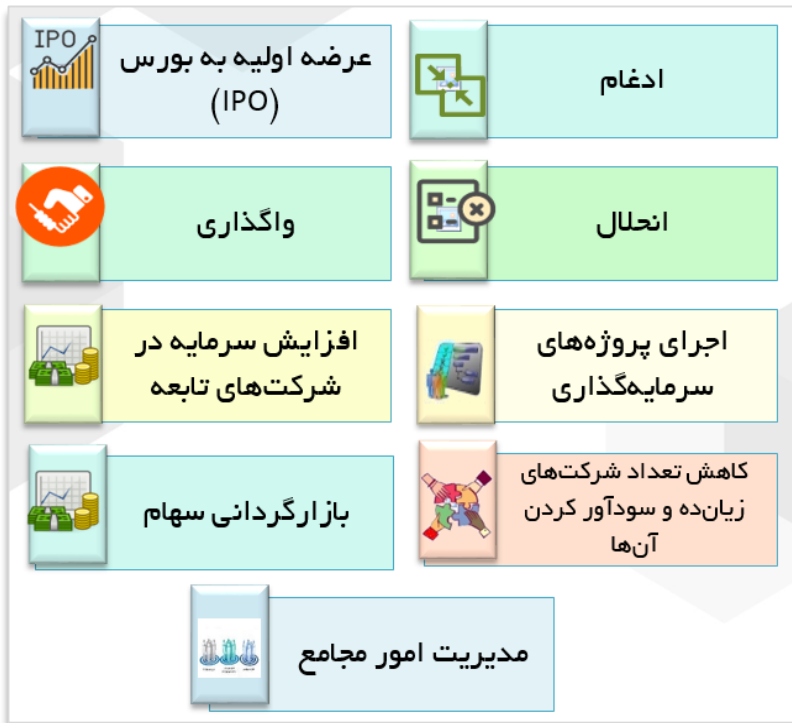 ادغام
IPO
عرضه اولیه به بورس
(IPO)
انحلال
واگذاری
اجرای پروژه‌های
سرمایه‌گذاری
افزایش سرمایه در
شرکت‌های تابعه
کاهش تعداد شرکت‌های
زیان‌ده و سودآور کردن
آن‌ها
بازارگردانی سهام
مدیریت امور مجامع